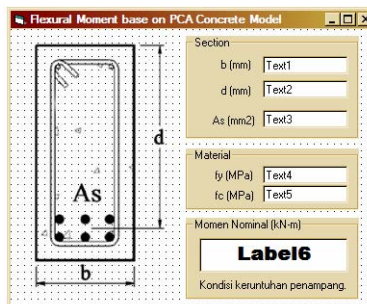 Flexural Moment base on PCA Concrete Model
Section
b (mm) Text1
d (mm) Text2
As (mm2) Text3
d
As
b
Material
fy (MPa) Text4
fc (MPa) Text5
Momen Nominal (kN-m)
Label6
Kondisi keruntuhan penampang.